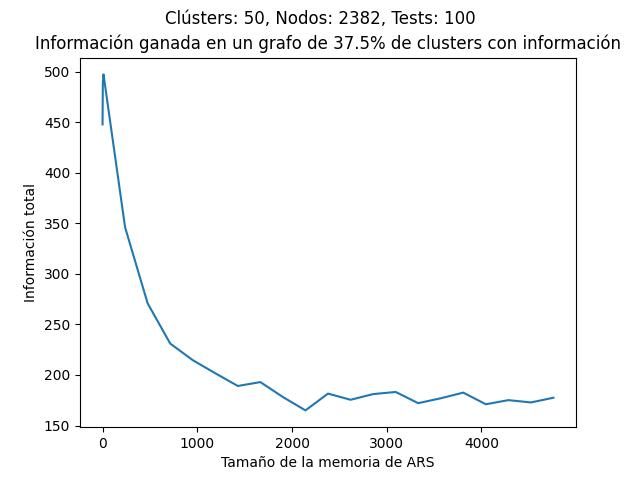 Clústers: 50, Nodos: 2382, Tests: 100
Información ganada en un grafo de 37.5% de clusters con información
500
450
400
350
300
250
200
150
Información total
0 1000 2000 3000 4000
Tamaño de la memoria de ARS